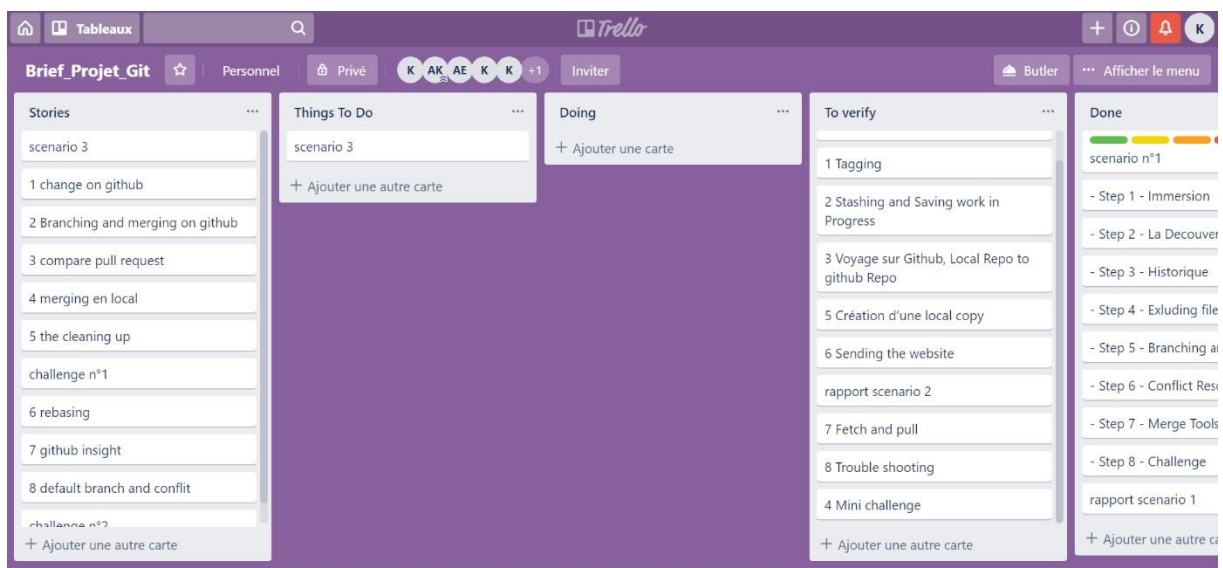 Tableaux
Trello
K
Brief_Projet_Git
Personnel
Privé
K AK AE K K +1
Inviter
Butler
Afficher le menu
Stories
scenario 3
1 change on github
2 Branching and merging on github
3 compare pull request
4 merging en local
5 the cleaning up
challenge n°1
6 rebasing
7 github insight
8 default branch and conflit
challenge n°2
+ Ajouter une autre carte
Things To Do
scenario 3
+ Ajouter une autre carte
Doing
+ Ajouter une carte
To verify
1 Tagging
2 Stashing and Saving work in
Progress
3 Voyage sur Github, Local Repo to
github Repo
5 Création d'une local copy
6 Sending the website
rapport scenario 2
7 Fetch and pull
8 Trouble shooting
4 Mini challenge
+ Ajouter une autre carte
Done
scenario n°1
- Step 1 - Immersion
- Step 2 - La Decouver
- Step 3 - Historique
- Step 4 - Exluding file
- Step 5 - Branching a
- Step 6 - Conflict Res
- Step 7 - Merge Tools
- Step 8 - Challenge
rapport scenario 1
+ Ajouter une autre ca